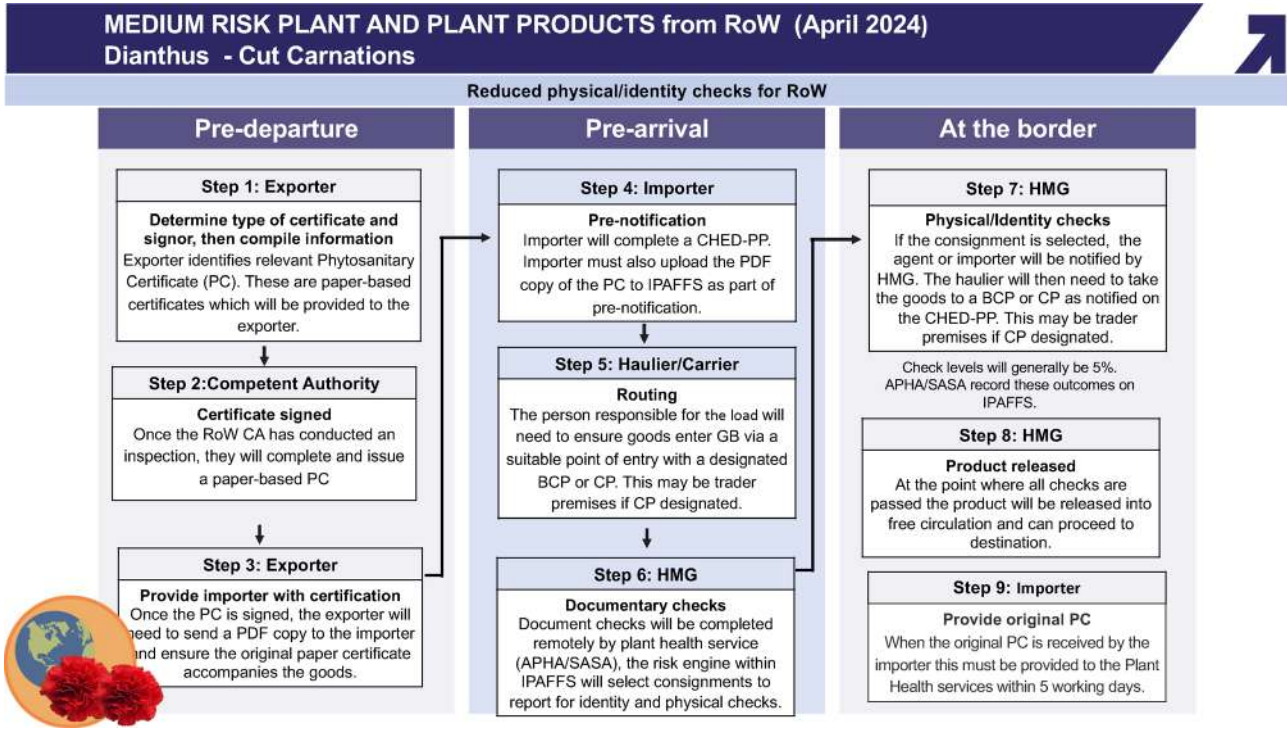 MEDIUM RISK PLANT AND PLANT PRODUCTS from RoW (April 2024)
Dianthus - Cut Carnations
Reduced physical/identity checks for RoW
Pre-departure
Step 1: Exporter
Determine type of certificate and
signor, then compile information
Exporter identifies relevant Phytosanitary
Certificate (PC). These are paper-based
certificates which will be provided to the
exporter.
Step 2:Competent Authority
Certificate signed
Once the RoW CA has conducted an
inspection, they will complete and issue
a paper-based PC
Step 3: Exporter
Provide importer with certification
Once the PC is signed, the exporter will
need to send a PDF copy to the importer
and ensure the original paper certificate
accompanies the goods.
Pre-arrival
Step 4: Importer
Pre-notification
Importer will complete a CHED-PP.
Importer must also upload the PDF
copy of the PC to IPAFFS as part of
pre-notification.
Step 5: Haulier/Carrier
Routing
The person responsible for the load will
need to ensure goods enter GB via a
suitable point of entry with a designated
BCP or CP. This may be trader
premises if CP designated.
Step 6: HMG
Documentary checks
Document checks will be completed
remotely by plant health service
(APHA/SASA), the risk engine within
IPAFFS will select consignments to
report for identity and physical checks.
At the border
Step 7: HMG
Physical/Identity checks
If the consignment is selected, the
agent or importer will be notified by
HMG. The haulier will then need to take
the goods to a BCP or CP as notified on
the CHED-PP. This may be trader
premises if CP designated.
Check levels will generally be 5%.
APHA/SASA record these outcomes on
IPAFFS.
Step 8: HMG
Product released
At the point where all checks are
passed the product will be released into
free circulation and can proceed to
destination.
Step 9: Importer
Provide original PC
When the original PC is received by the
importer this must be provided to the Plant
Health services within 5 working days.